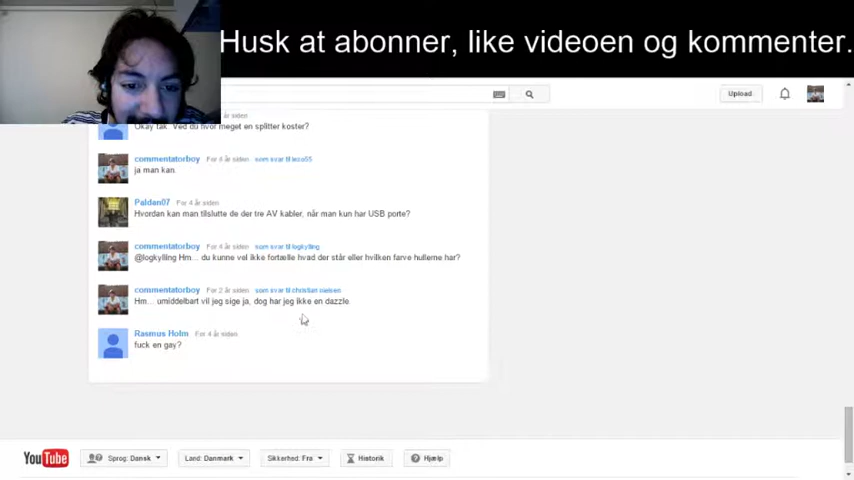 Husk at abonner, like videoen og kommenter.
Upload
år siden
Okay tak. Ved du hvor meget en splitter koster?
commentatorboy For 4 år siden som svar til
ja man kan.
Paldan07 For 4 år siden
Hvordan kan man tilslutte de der tre AV kabler, når man kun har USB porte?
commentatorboy For 4 år siden som svar til logkylling
@logkylling Hm... du kunne vel ikke fortælle hvad der står eller hvilken farve hullerne har?
commentatorboy For 2 år siden som svar til christian nielsen
Hm... umiddelbart vil jeg sige ja, dog har jeg ikke en dazzle
Rasmus Holm For 4 år siden
fuck en gay?
YouTube
Sprog: Dansk
Land: Danmark
Sikkerhed: Fra
Historik
Hjælp